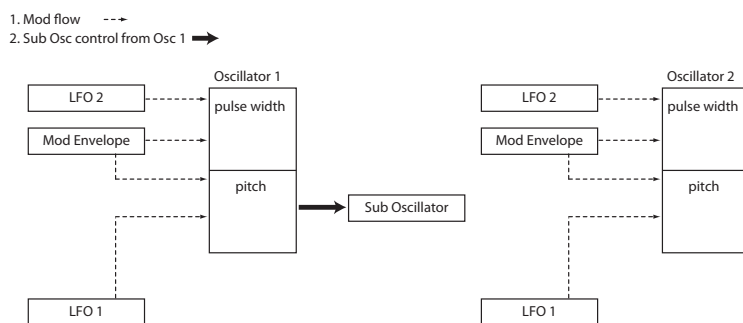 1. Mod flow
2. Sub Osc control from Osc 1
Oscillator 1
LFO 2
pulse width
Mod Envelope
pitch
Sub Oscillator
LFO 1
Oscillator 2
LFO 2
pulse width
Mod Envelope
pitch
LFO 1